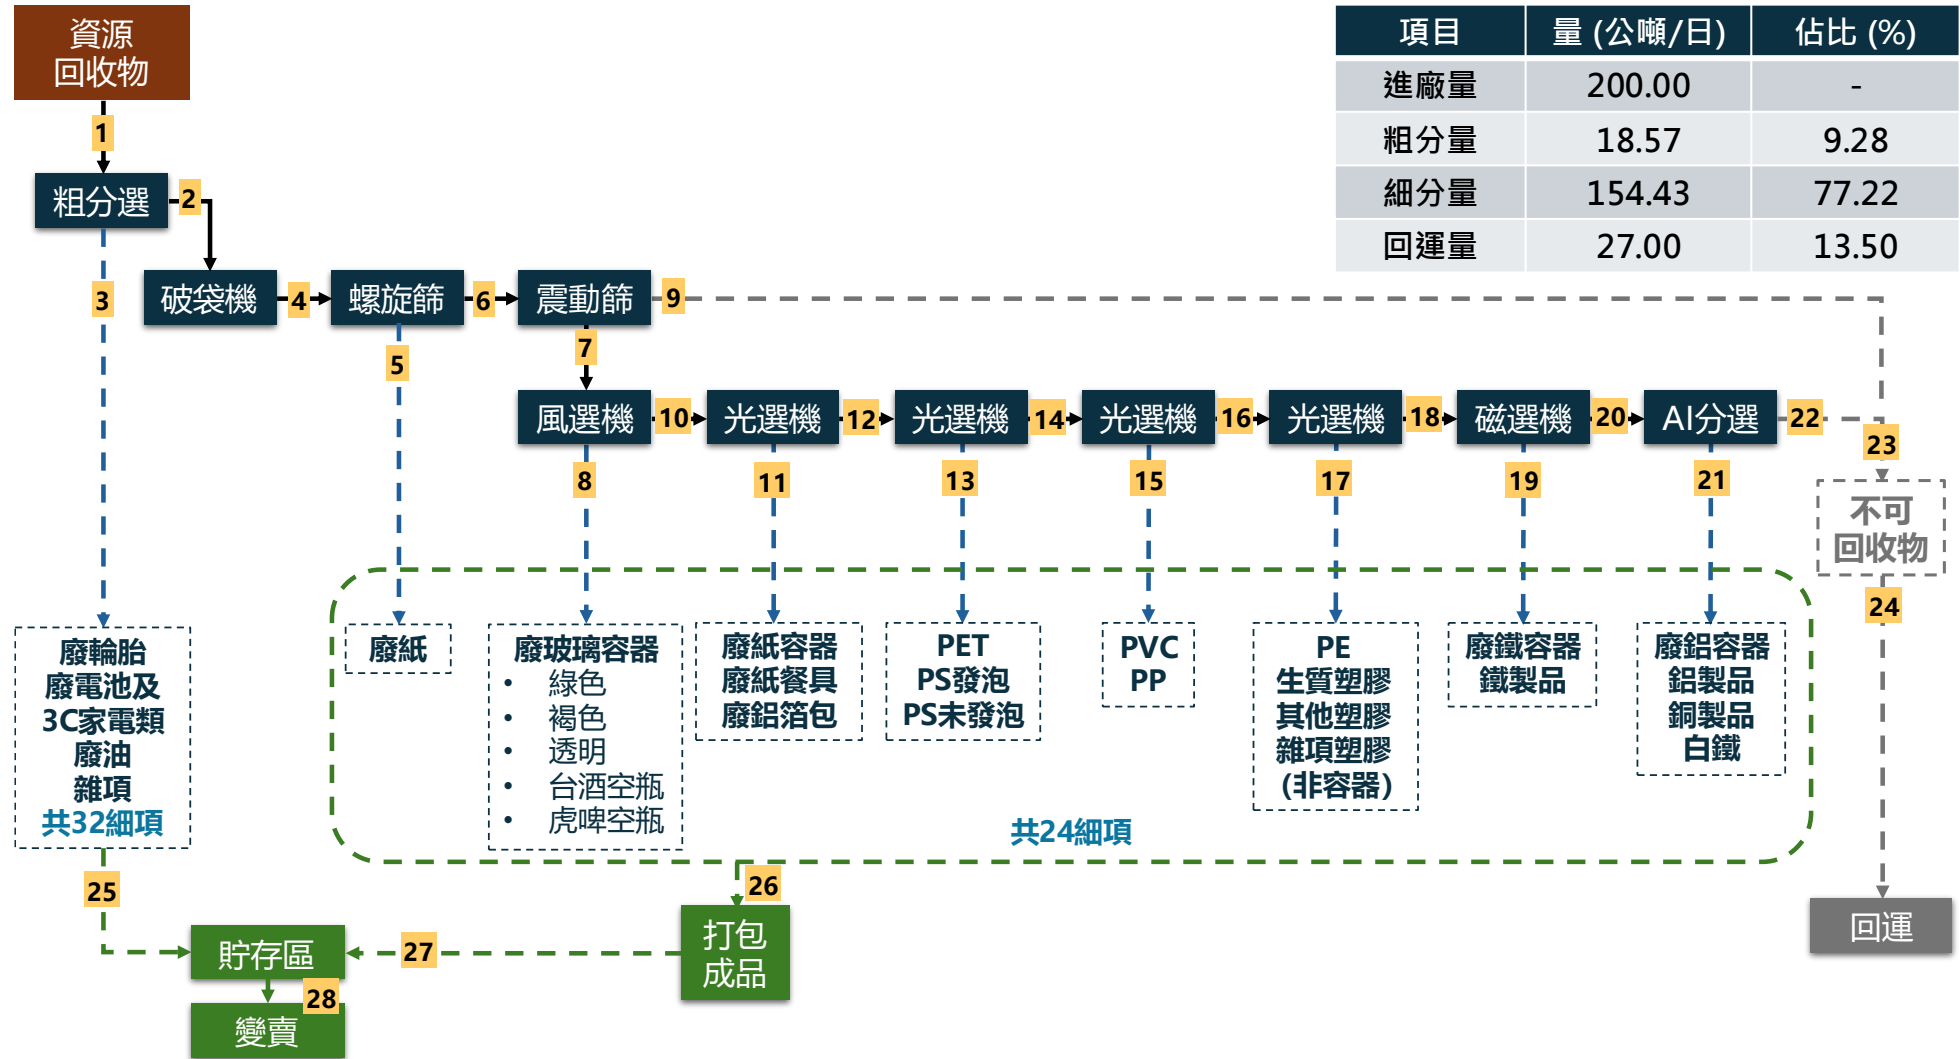 資源
回收物
項目 量 (公噸/日) 佔比 (%)
進廠量 200.00 -
粗分量 18.57 9.28
細分量 154.43 77.22
回運量 27.00 13.50
1
粗分選
2
3
破袋機
4
螺旋篩
6
震動篩
9
5
7
風選機
10
光選機
12
光選機
14
光選機
16
光選機
18
磁選機
20
AI分選
22
23
8
11
13
15
17
19
21
不可
回收物
24
廢輪胎
廢電池及
3C家電類
廢油
雜項
共32細項
廢紙
廢玻璃容器
• 綠色
• 褐色
• 透明
• 台酒空瓶
• 虎啤空瓶
廢紙容器
廢紙餐具
廢鋁箔包
PET
PS發泡
PS未發泡
PVC
PP
PE
生質塑膠
其他塑膠
雜項塑膠
(非容器)
廢鐵容器
鐵製品
廢鋁容器
鋁製品
銅製品
白鐵
共24細項
25
26
打包
成品
27
貯存區
28
變賣
回運